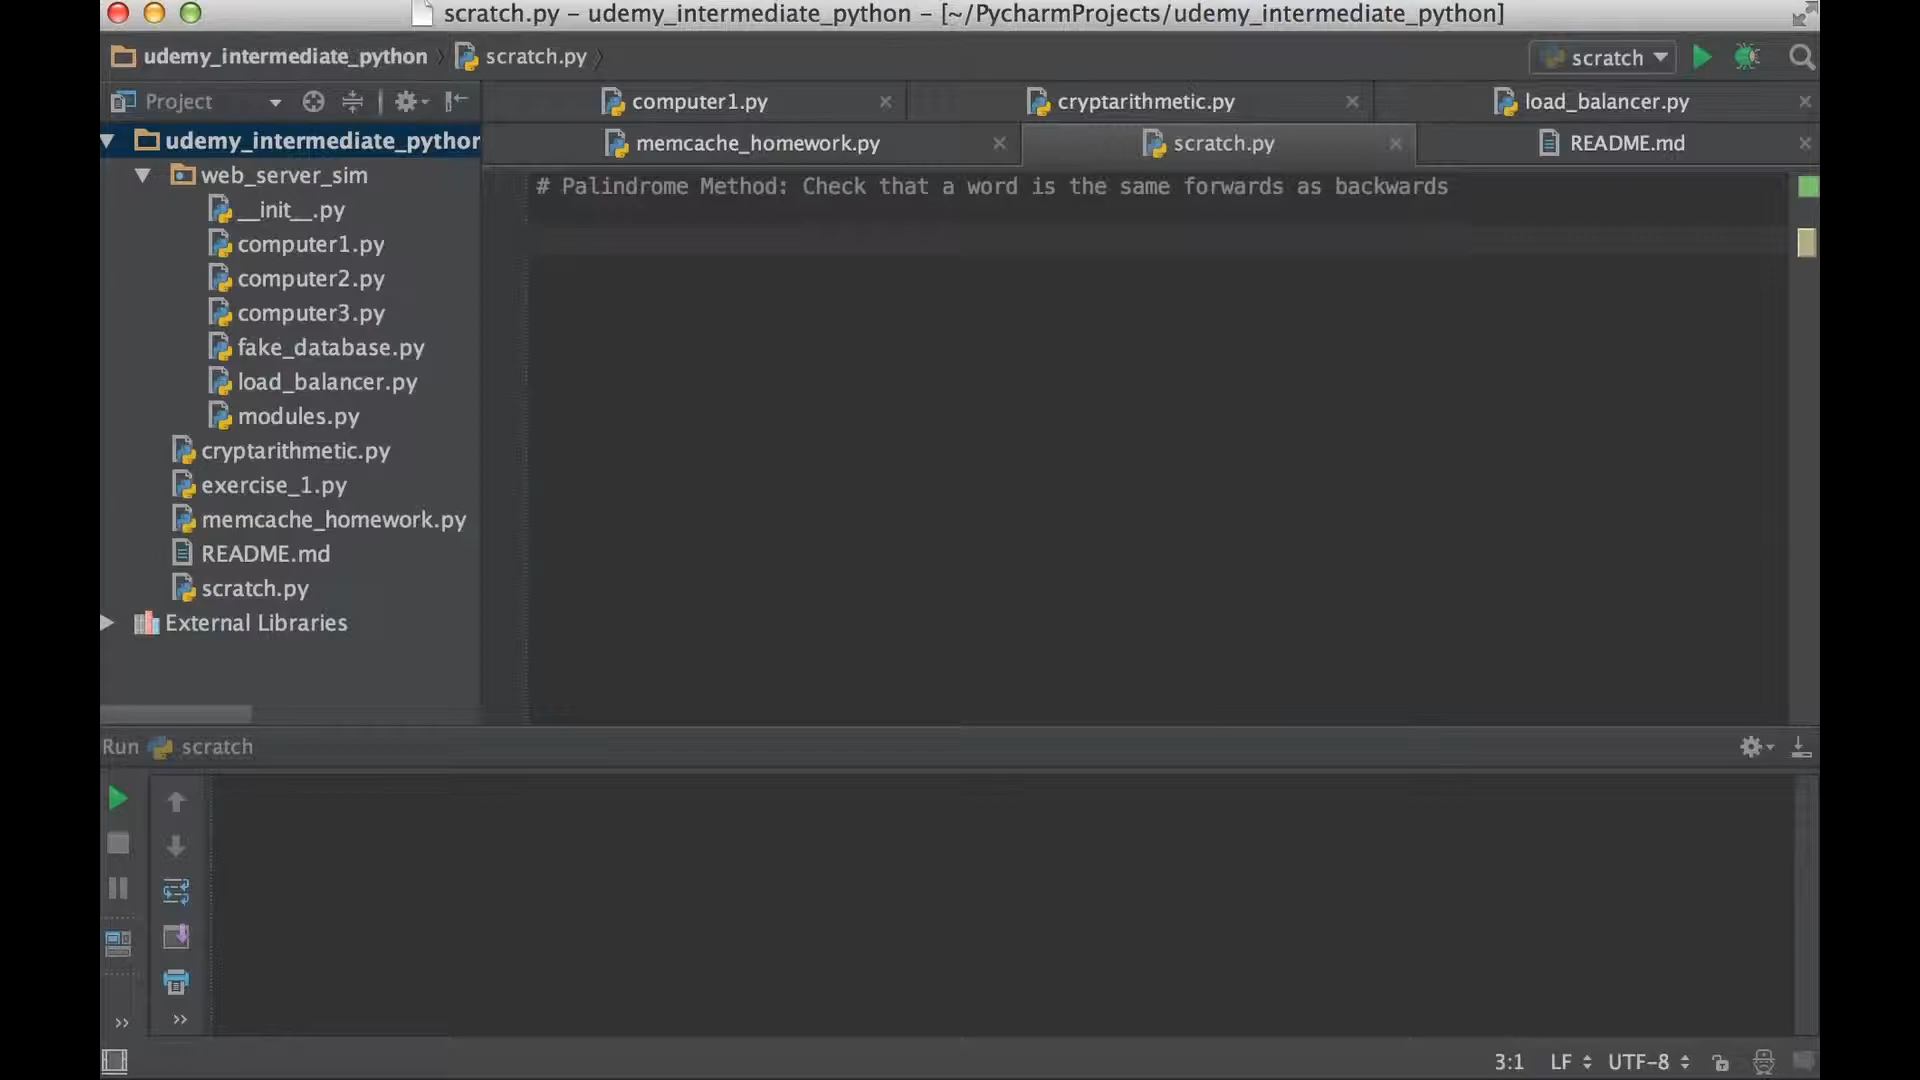 scratch.py – udemy_intermediate_python – [~/PycharmProjects/udemy_intermediate_python]
udemy_intermediate_python
scratch.py
scratch
Project
computer1.py
cryptarithmetic.py
load_balancer.py
memcache_homework.py
scratch.py
README.md
udemy_intermediate_python
web_server_sim
__init__.py
computer1.py
computer2.py
computer3.py
fake_database.py
load_balancer.py
modules.py
cryptarithmetic.py
exercise_1.py
memcache_homework.py
README.md
scratch.py
External Libraries
# Palindrome Method: Check that a word is the same forwards as backwards
Run scratch
3:1 LF UTF-8